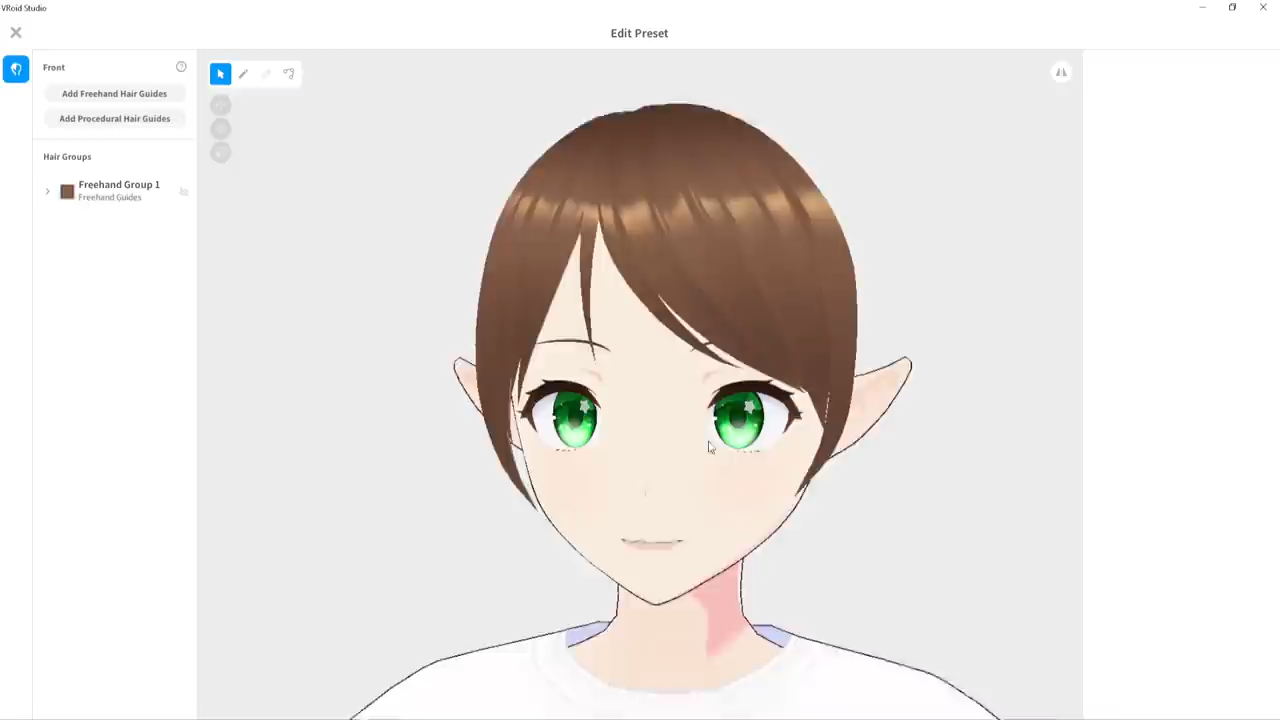 VRoid Studio
Edit Preset
Front
Add Freehand Hair Guides
Add Procedural Hair Guides
Hair Groups
Freehand Group 1
Freehand Guides